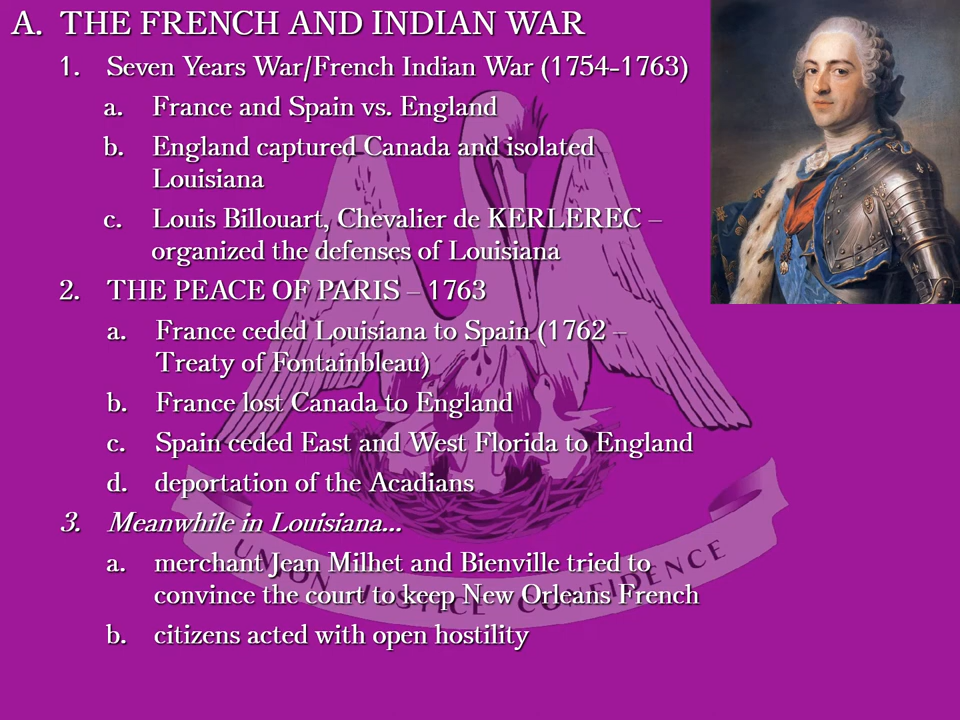 A. THE FRENCH AND INDIAN WAR
1. Seven Years War/French Indian War (1754-1763)
a. France and Spain vs. England
b. England captured Canada and isolated
Louisiana
c. Louis Billouart, Chevalier de KERLEREC –
organized the defenses of Louisiana
2. THE PEACE OF PARIS – 1763
a. France ceded Louisiana to Spain (1762 –
Treaty of Fontainbleau)
b. France lost Canada to England
c. Spain ceded East and West Florida to England
d. deportation of the Acadians
3. Meanwhile in Louisiana...
a. merchant Jean Milhet and Bienville tried to
convince the court to keep New Orleans French
b. citizens acted with open hostility
UNION JUSTICE CONFIDENCE